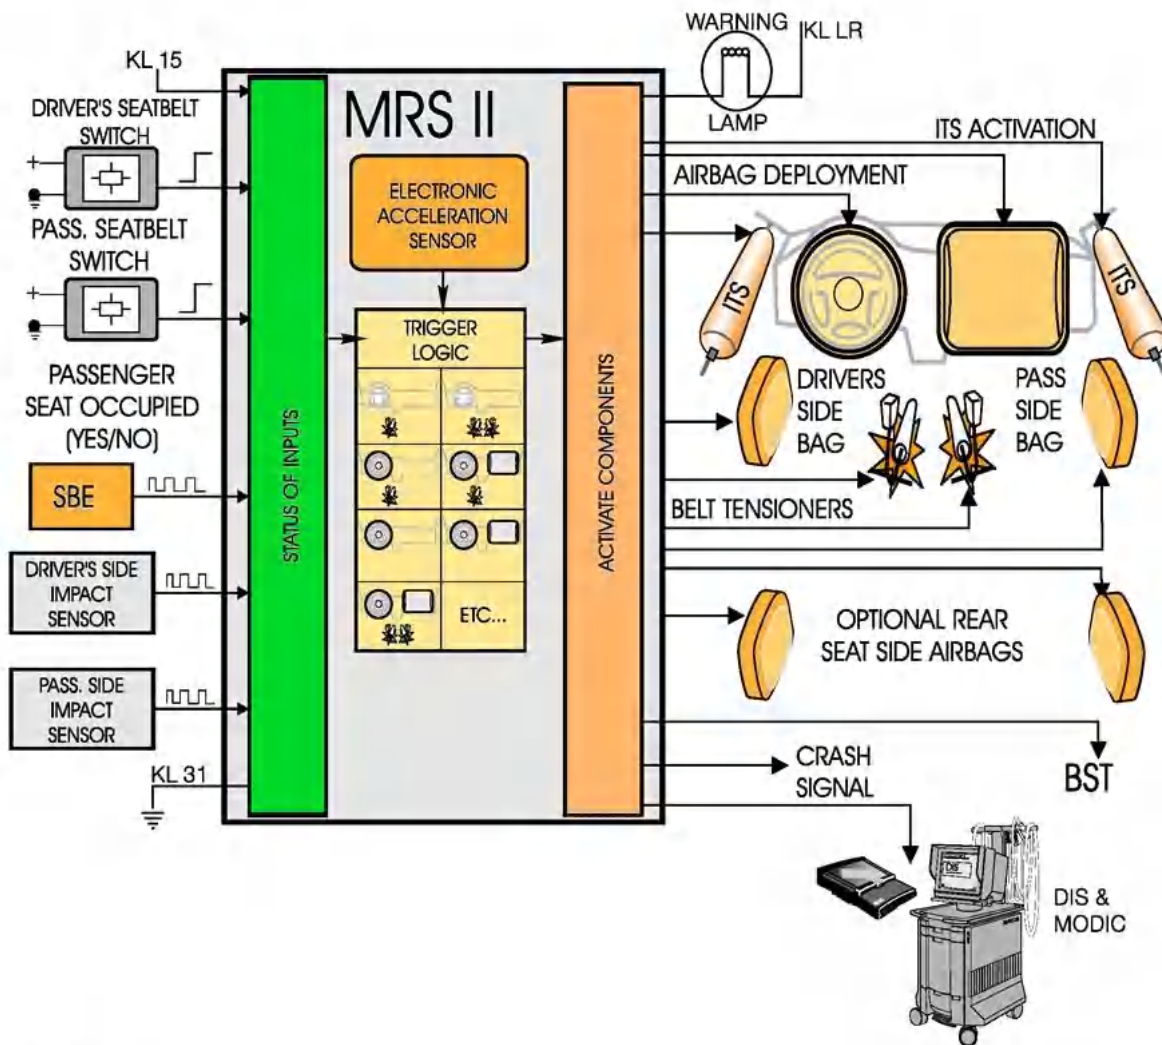 WARNING
KL LR
LAMP
KL 15
DRIVER'S SEATBELT
SWITCH
PASS. SEATBELT
SWITCH
PASSENGER
SEAT OCCUPIED
(YES/NO)
SBE
DRIVER'S SIDE
IMPACT
SENSOR
PASS. SIDE
IMPACT
SENSOR
KL 31
STATUS OF INPUTS
MRS II
ELECTRONIC
ACCELERATION
SENSOR
TRIGGER
LOGIC
ETC...
ACTIVATE COMPONENTS
ITS ACTIVATION
AIRBAG DEPLOYMENT
ITS
ITS
DRIVERS
SIDE
BAG
PASS
SIDE
BAG
BELT TENSIONERS
OPTIONAL REAR
SEAT SIDE AIRBAGS
CRASH
SIGNAL
BST
DIS
DIS &
MODIC